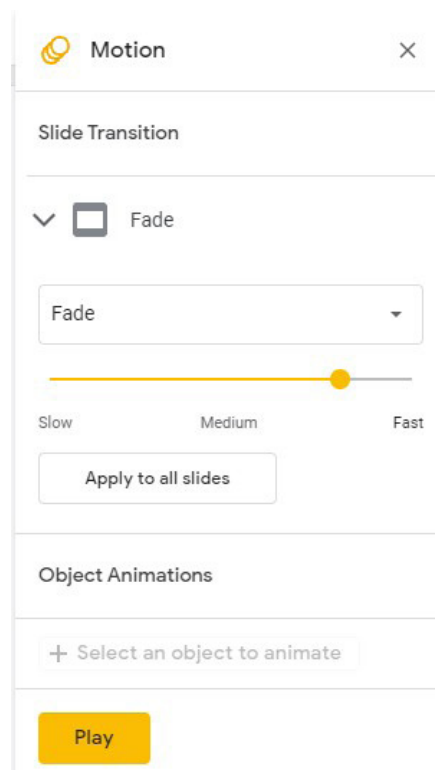 Motion
Slide Transition
Fade
Fade
Slow Medium Fast
Apply to all slides
Object Animations
+ Select an object to animate
Play